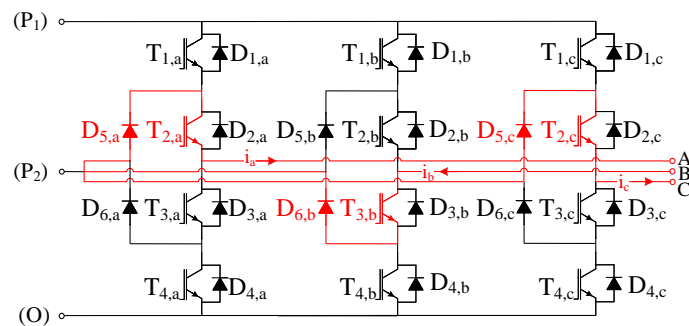 (P1)
T1,a D1,a T1,b D1,b T1,c D1,c
D5,a T2,a D2,a D5,b T2,b D2,b D5,c T2,c D2,c
ia A
(P2) ib B
ic C
D6,a T3,a D3,a D6,b T3,b D3,b D6,c T3,c D3,c
T4,a D4,a T4,b D4,b T4,c D4,c
(O)